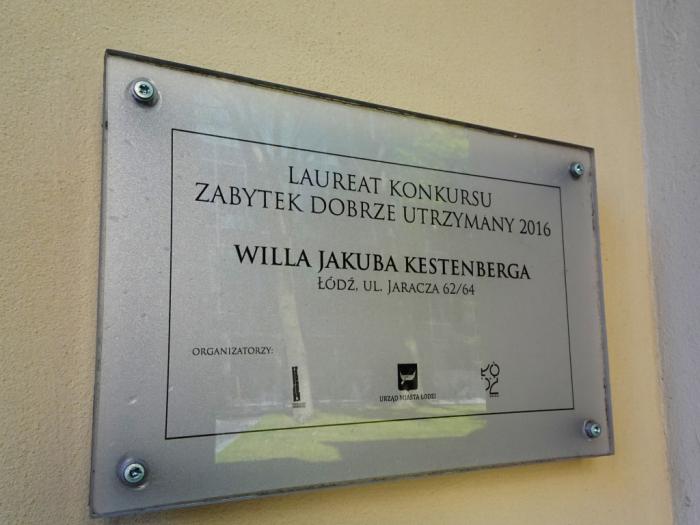 LAUREAT KONKURSU
ZABYTEK DOBRZE UTRZYMANY 2016
WILLA JAKUBA KESTENBERGA
ŁÓDŹ, UL. JARACZA 62/64
ORGANIZATORZY:
URZĄD MIASTA ŁODZI